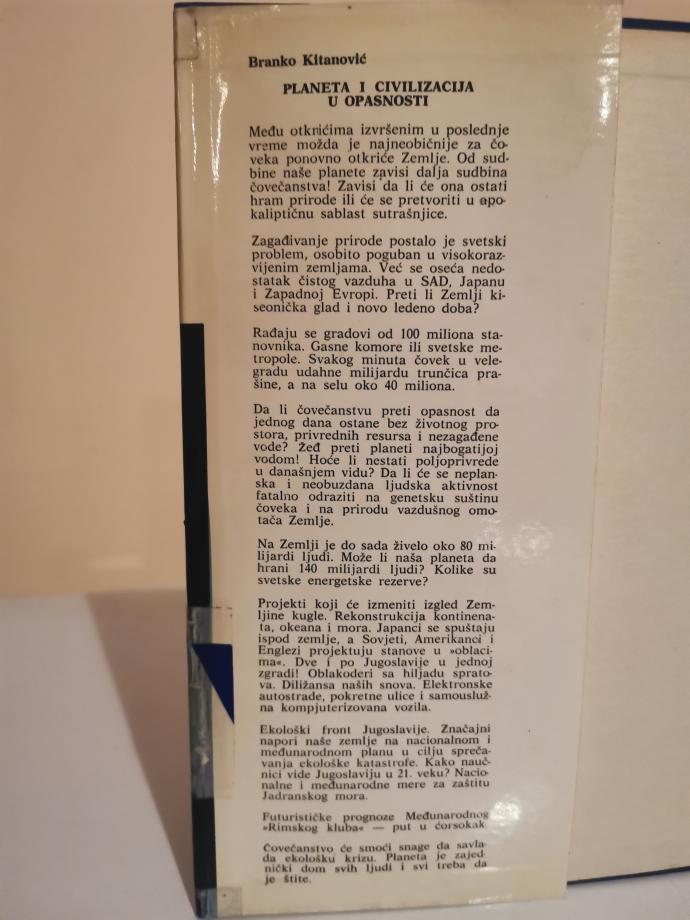 Branko Kitanović
PLANETA I CIVILIZACIJA
U OPASNOSTI
Među otkrićima izvršenim u poslednje
vreme možda je najneobičnije za čo-
veka ponovno otkriće Zemlje. Od sud-
bine naše planete zavisi dalja sudbina
čovečanstva! Zavisi da li će ona ostati
hram prirode ili će se pretvoriti u apo-
kaliptičnu sablast sutrašnjice.
Zagađivanje prirode postalo je svetski
problem, osobito poguban u visokoraz-
vijenim zemljama. Već se oseća nedo-
statak čistog vazduha u SAD, Japanu
i Zapadnoj Evropi. Preti li Zemlji ki-
seonička glad i novo ledeno doba?
Rađaju se gradovi od 100 miliona sta-
novnika. Gasne komore ili svetske me-
tropole. Svakog minuta čovek u vele-
gradu udahne milijardu trunčica pra-
šine, a na selu oko 40 miliona.
Da li čovečanstvu preti opasnost da
jednog dana ostane bez životnog pro-
stora, privrednih resursa i nezagađene
vode? Žeđ preti planeti najbogatijoj
vodom! Hoće li nestati poljoprivrede
u današnjem vidu? Da li će se neplan-
ska i neobuzdana ljudska aktivnost
fatalno odraziti na genetsku suštinu
čoveka i na prirodu vazdušnog omo-
tača Zemlje.
Na Zemlji je do sada živelo oko 80 mi-
lijardi ljudi. Može li naša planeta da
hrani 140 milijardi ljudi? Kolike su
svetske energetske rezerve?
Projekti koji će izmeniti izgled Zem-
ljine kugle. Rekonstrukcija kontinena-
ta, okeana i mora. Japanci se spuštaju
ispod zemlje, a Sovjeti, Amerikanci i
Englezi projektuju stanove u »oblaci-
ma«. Dve i po Jugoslavije u jednoj
zgradi! Oblakoderi sa hiljadu sprato-
va. Diližansa naših snova. Elektronske
autostrade, pokretne ulice i samousluž-
na kompjuterizovana vozila.
Ekološki front Jugoslavije. Značajni
napori naše zemlje na nacionalnom i
međunarodnom planu u cilju spreča-
vanja ekološke katastrofe. Kako nauč-
nici vide Jugoslaviju u 21. veku? Nacio-
nalne i međunarodne mere za zaštitu
Jadranskog mora.
Futurističke prognoze Međunarodnog
»Rimskog kluba« — put u ćorsokak
Čovečanstvo će smoći snage da savla-
da ekološku krizu. Planeta je zajed-
nički dom svih ljudi i svi treba da
je štite.